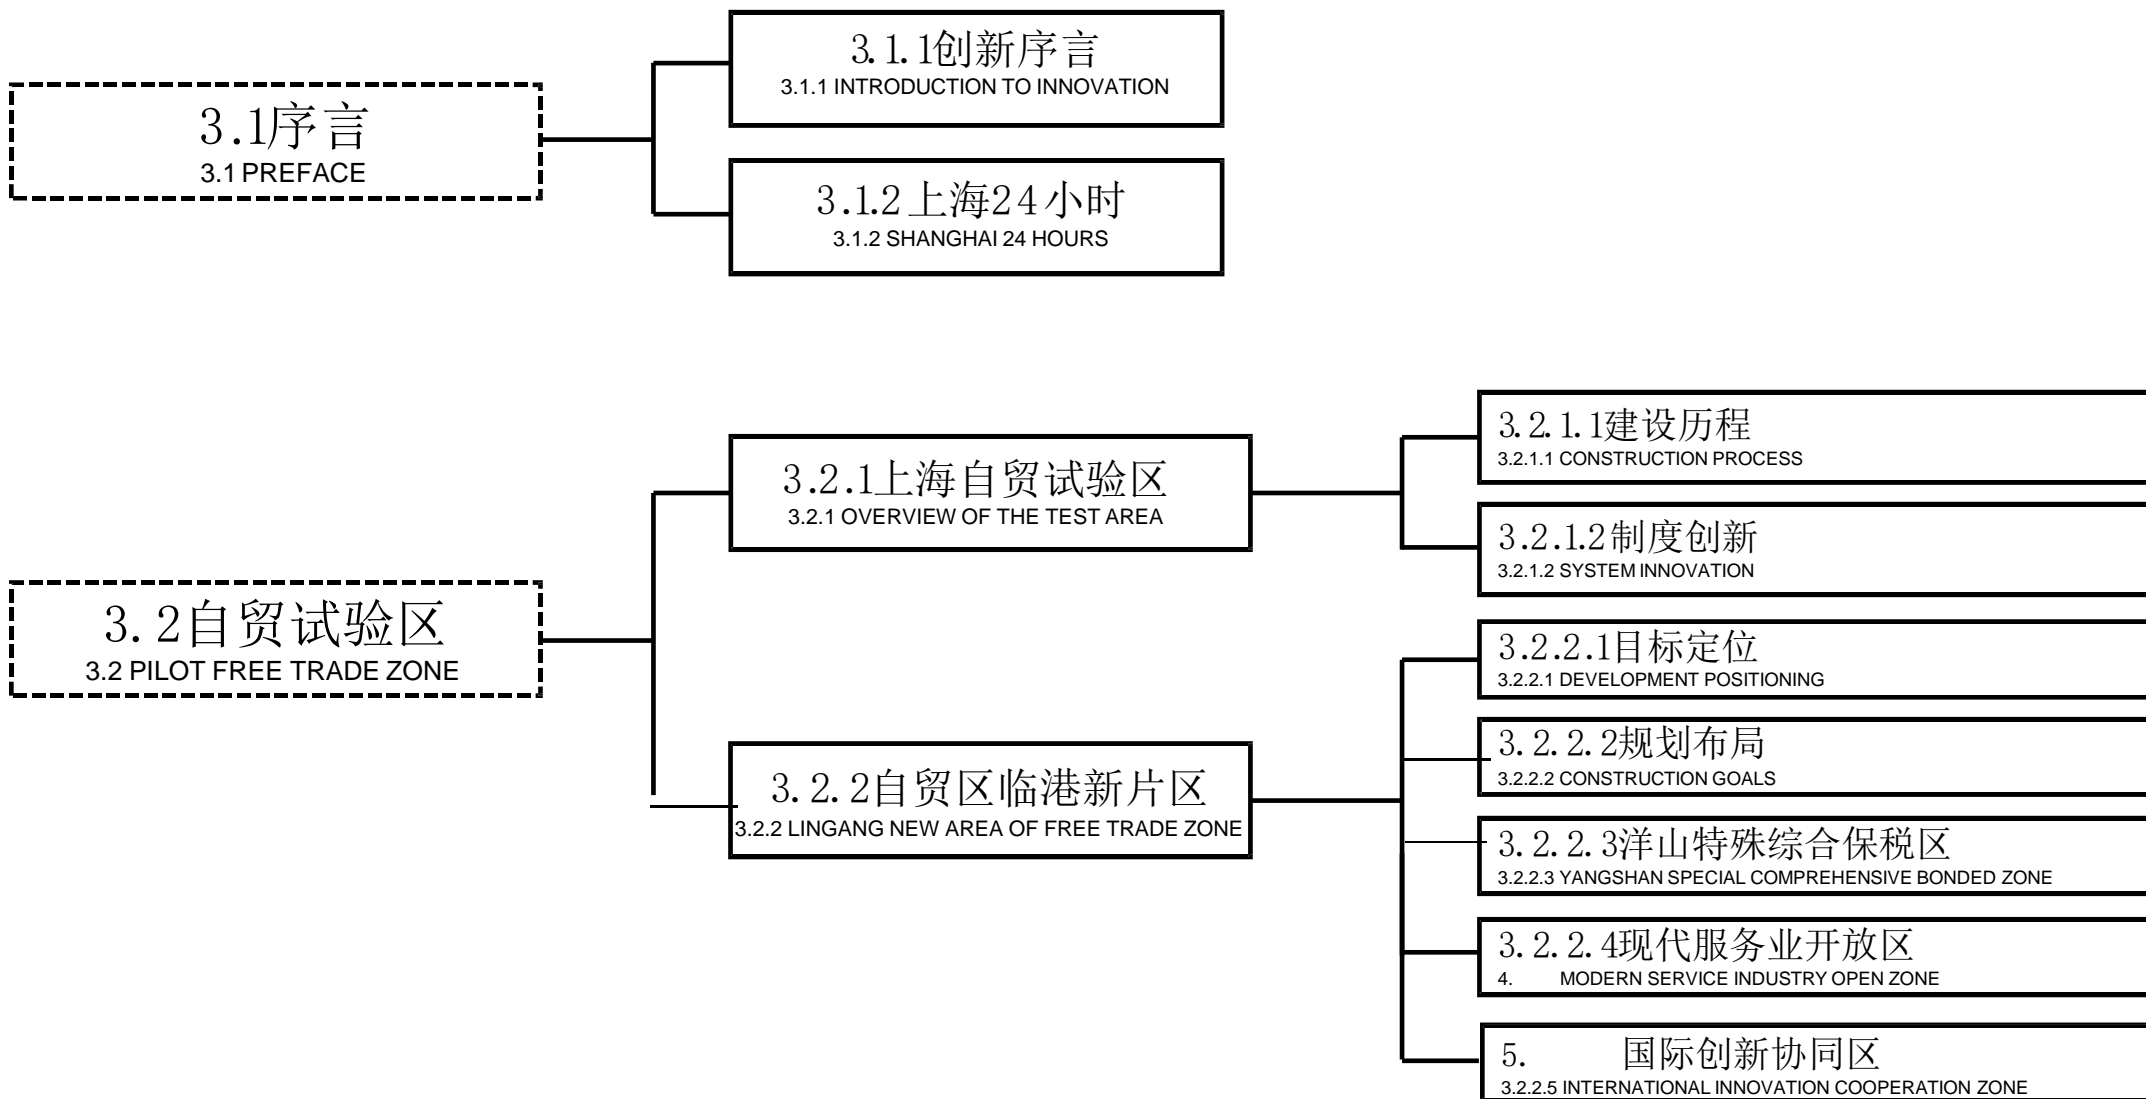 3.1.1创新序言
3.1.1 INTRODUCTION TO INNOVATION
3.1序言
3.1 PREFACE
3.1.2上海24小时
3.1.2 SHANGHAI 24 HOURS
3.2.1.1建设历程
3.2.1.1 CONSTRUCTION PROCESS
3.2.1上海自贸试验区
3.2.1 OVERVIEW OF THE TEST AREA
3.2.1.2制度创新
3.2.1.2 SYSTEM INNOVATION
3.2自贸试验区
3.2 PILOT FREE TRADE ZONE
3.2.2.1目标定位
3.2.2.1 DEVELOPMENT POSITIONING
3.2.2.2规划布局
3.2.2.2 CONSTRUCTION GOALS
3.2.2自贸区临港新片区
3.2.2 LINGANG NEW AREA OF FREE TRADE ZONE
3.2.2.3洋山特殊综合保税区
3.2.2.3 YANGSHAN SPECIAL COMPREHENSIVE BONDED ZONE
3.2.2.4现代服务业开放区
4. MODERN SERVICE INDUSTRY OPEN ZONE
5. 国际创新协同区
3.2.2.5 INTERNATIONAL INNOVATION COOPERATION ZONE